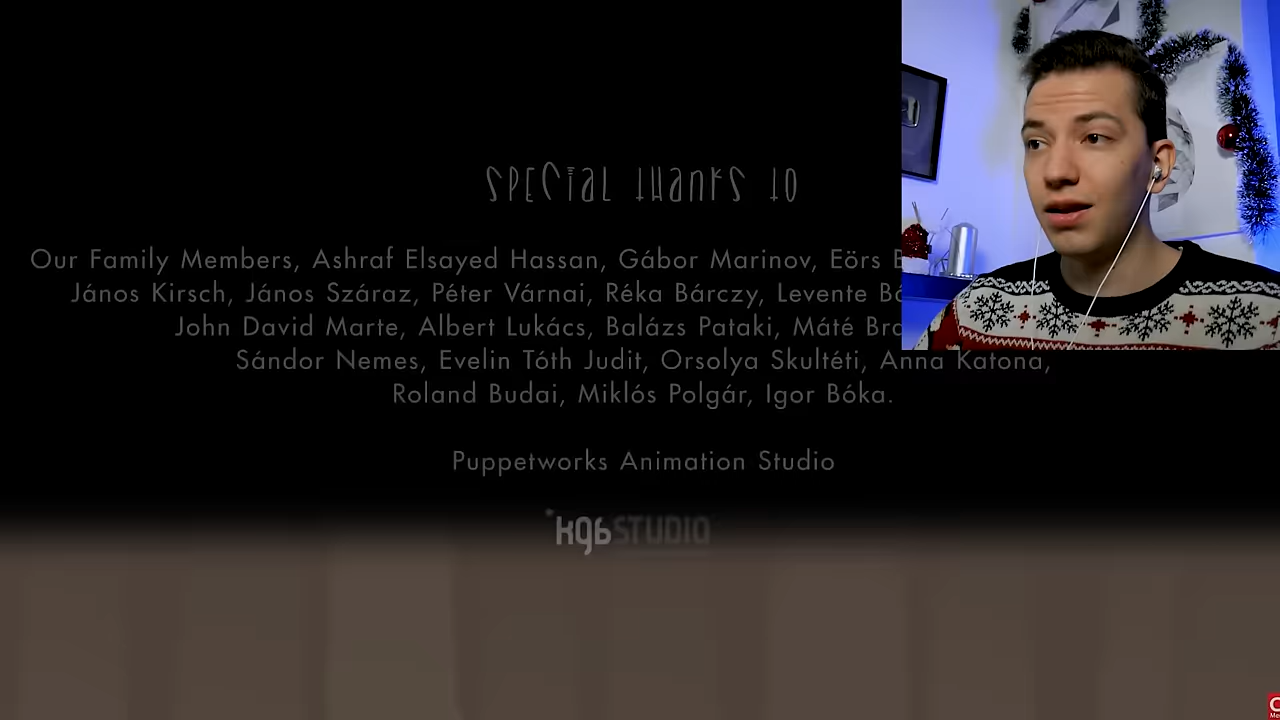 SPECIAL THANKS TO
Our Family Members, Ashraf Elsayed Hassan, Gábor Marinov, Eörs
János Kirsch, János Száraz, Péter Várnai, Réka Bárczy, Levente
John David Marte, Albert Lukács, Balázs Pataki, Máté
Sándor Nemes, Evelin Tóth Judit, Orsolya Skultéti, Anna Katona,
Roland Budai, Miklós Polgár, Igor Bóka.
Puppetworks Animation Studio
kgb STUDIO